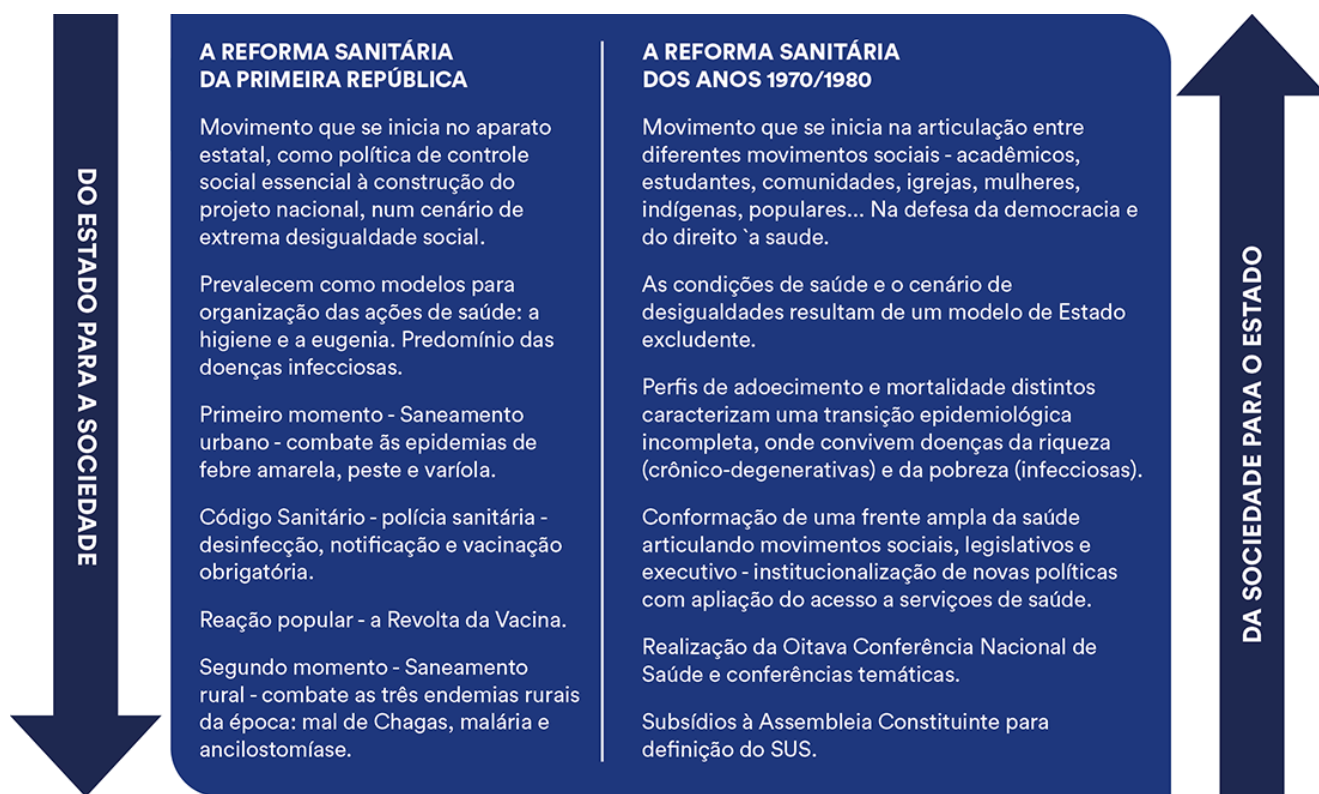 DO ESTADO PARA A SOCIEDADE
A REFORMA SANITÁRIA
DA PRIMEIRA REPÚBLICA
Movimento que se inicia no aparato
estatal, como política de controle
social essencial à construção do
projeto nacional, num cenário de
extrema desigualdade social.
Prevalecem como modelos para
organização das ações de saúde: a
higiene e a eugenia. Predomínio das
doenças infecciosas.
Primeiro momento - Saneamento
urbano - combate ãs epidemias de
febre amarela, peste e varíola.
Código Sanitário - polícia sanitária -
desinfecção, notificação e vacinação
obrigatória.
Reação popular - a Revolta da Vacina.
Segundo momento - Saneamento
rural - combate as três endemias rurais
da época: mal de Chagas, malária e
ancilostomíase.
A REFORMA SANITÁRIA
DOS ANOS 1970/1980
Movimento que se inicia na articulação entre
diferentes movimentos sociais - acadêmicos,
estudantes, comunidades, igrejas, mulheres,
indígenas, populares... Na defesa da democracia e
do direito `a saude.
As condições de saúde e o cenário de
desigualdades resultam de um modelo de Estado
excludente.
Perfis de adoecimento e mortalidade distintos
caracterizam uma transição epidemiológica
incompleta, onde convivem doenças da riqueza
(crônico-degenerativas) e da pobreza (infecciosas).
Conformação de uma frente ampla da saúde
articulando movimentos sociais, legislativos e
executivo - institucionalização de novas políticas
com apliação do acesso a serviçoes de saúde.
Realização da Oitava Conferência Nacional de
Saúde e conferências temáticas.
Subsídios à Assembleia Constituinte para
definição do SUS.
DA SOCIEDADE PARA O ESTADO